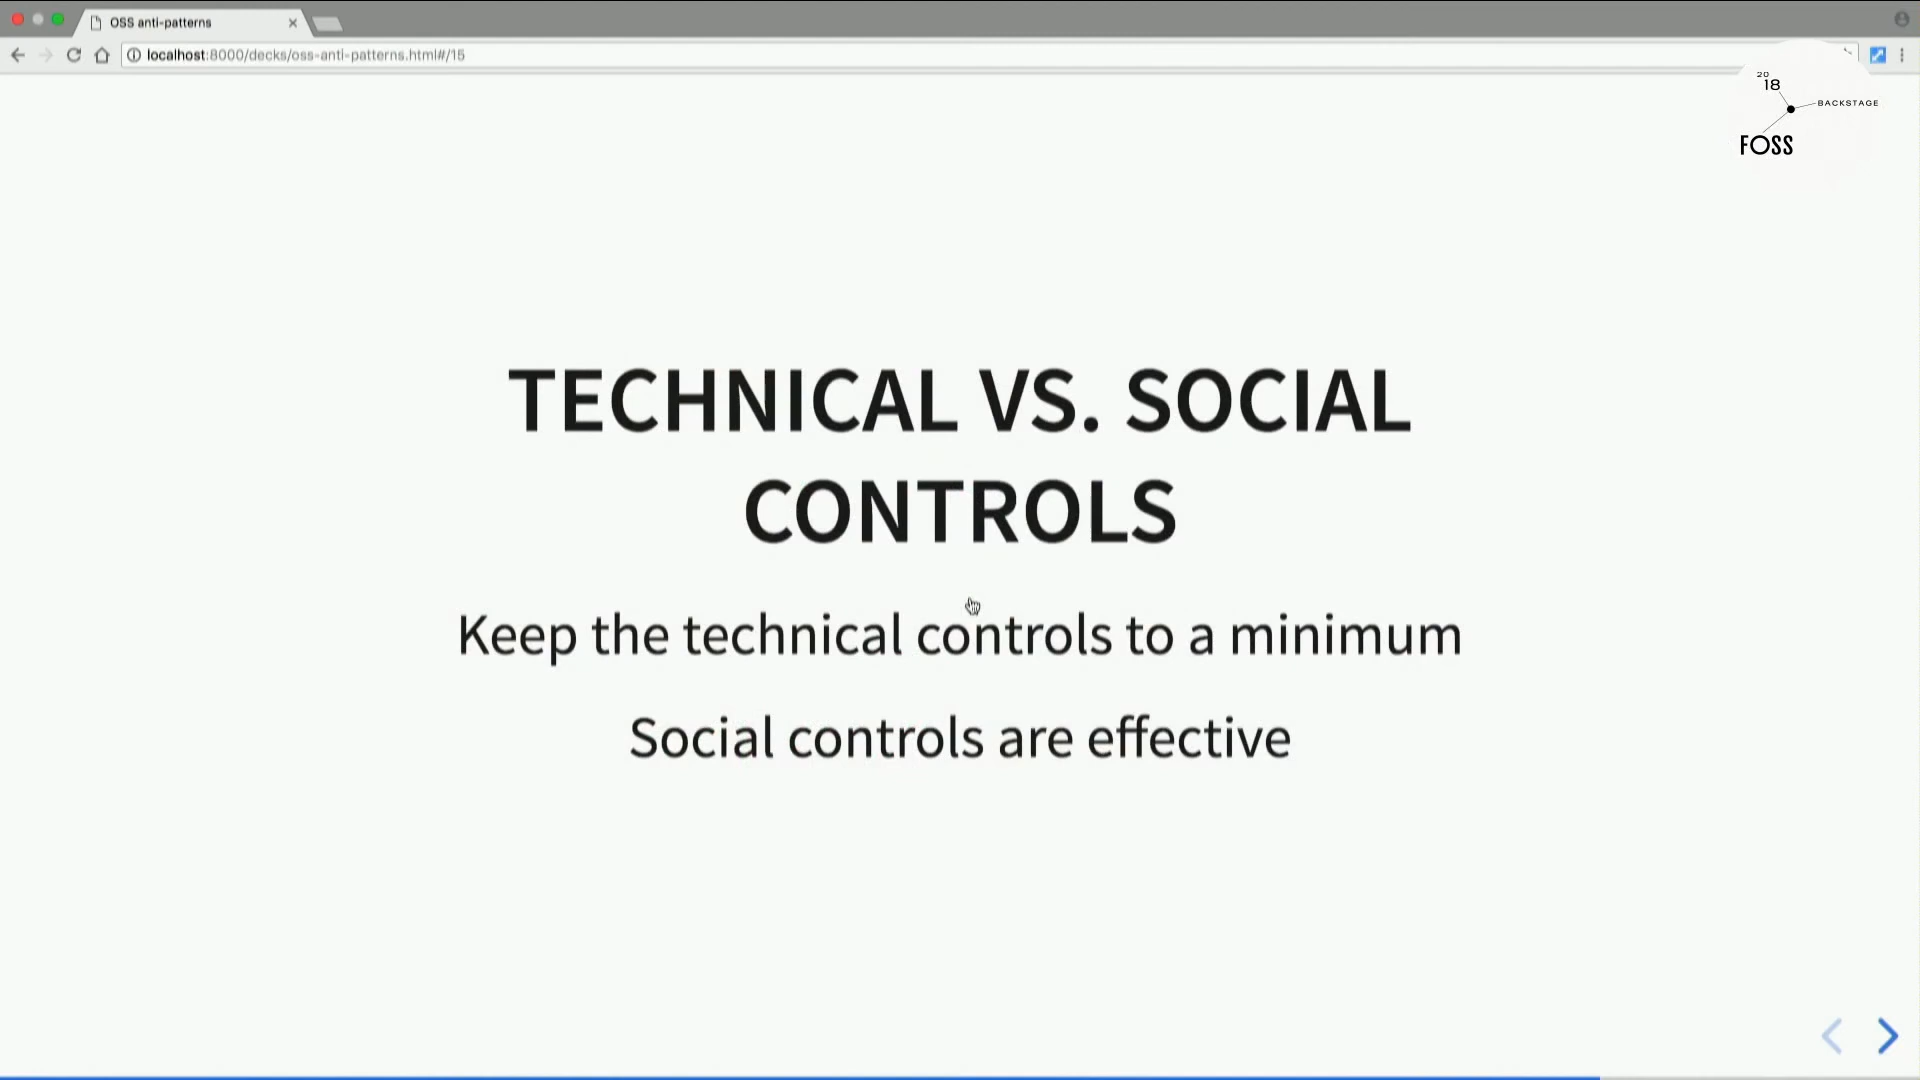 OSS anti-patterns
localhost:8000/decks/oss-anti-patterns.html#/15
20
18
BACKSTAGE
FOSS
TECHNICAL VS. SOCIAL
CONTROLS
Keep the technical controls to a minimum
Social controls are effective